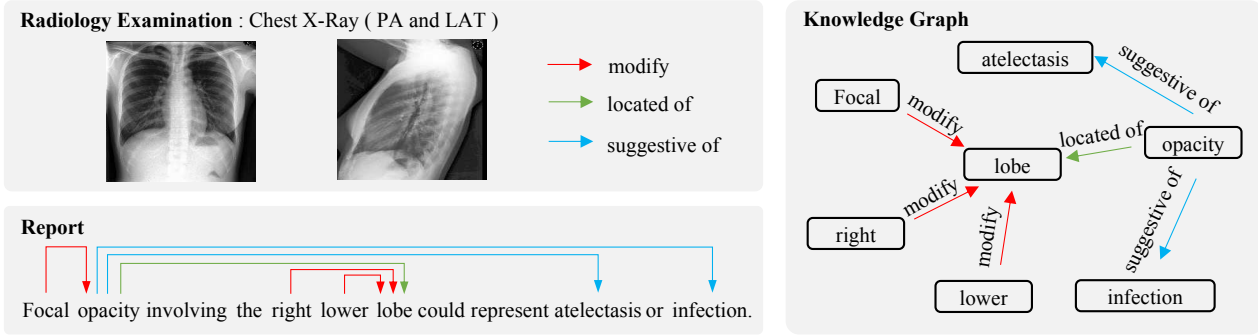 Radiology Examination : Chest X-Ray ( PA and LAT )
modify
located of
suggestive of
Report
Focal opacity involving the right lower lobe could represent atelectasis or infection.
Knowledge Graph
atelectasis
suggestive of
Focal
modify
located of
opacity
lobe
modify
suggestive of
right
modify
lower
infection